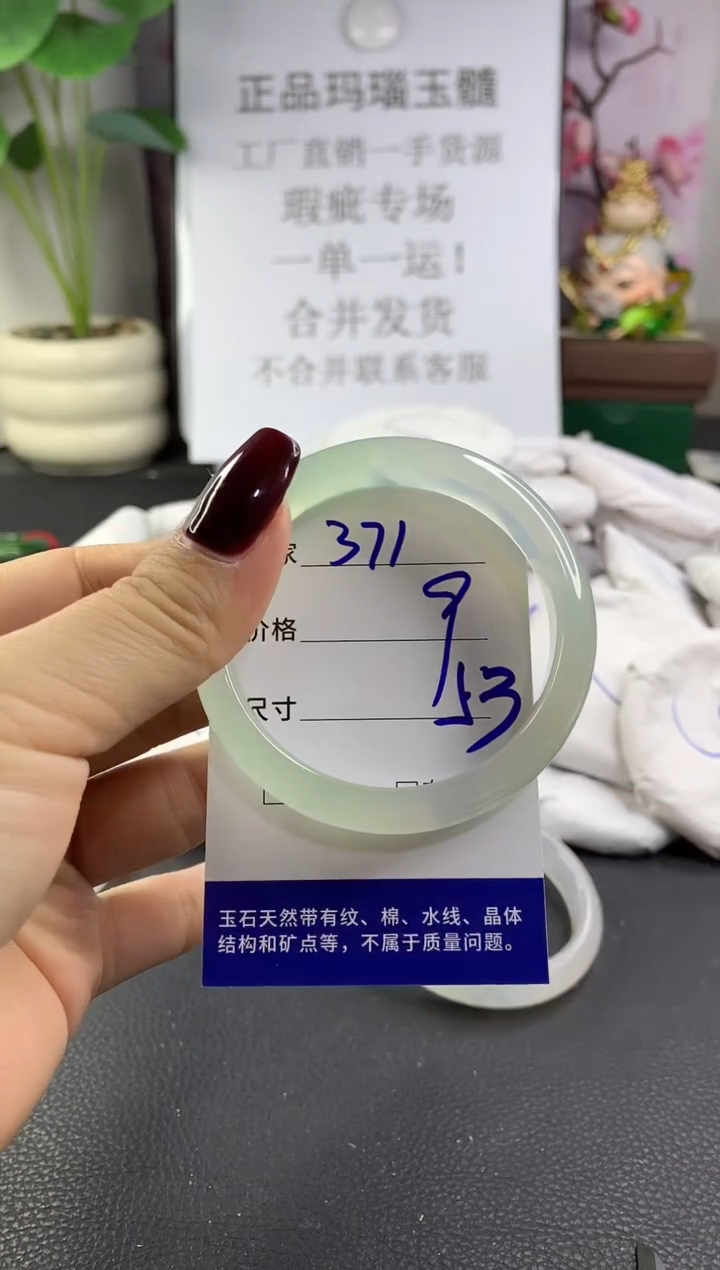 正品玛瑙玉髓
工厂直销一手货源
瑕疵专场
一单一运！
合并发货
不合并联系客服
家 371
价格 9
尺寸 53
玉石天然带有纹、棉、水线、晶体
结构和矿点等，不属于质量问题。